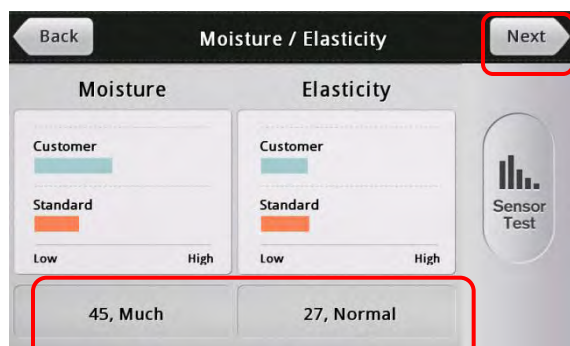 Back
Moisture / Elasticity
Next
Moisture
Elasticity
Customer
Standard
Low High
Customer
Standard
Low High
Sensor
Test
45, Much
27, Normal